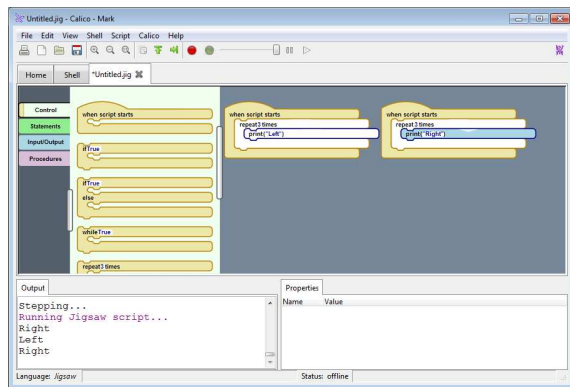 Untitled.jig - Calico - Mark
File Edit View Shell Script Calico Help
Home Shell *Untitled.jig
Control
Statements
Input/Output
Procedures
when script starts
ifTrue
ifTrue
else
whileTrue
repeat3 times
when script starts
repeat3 times
print("Left")
when script starts
repeat3 times
print("Right")
Output
Stepping...
Running Jigsaw script...
Right
Left
Right
Properties
Name Value
Language: Jigsaw
Status: offline